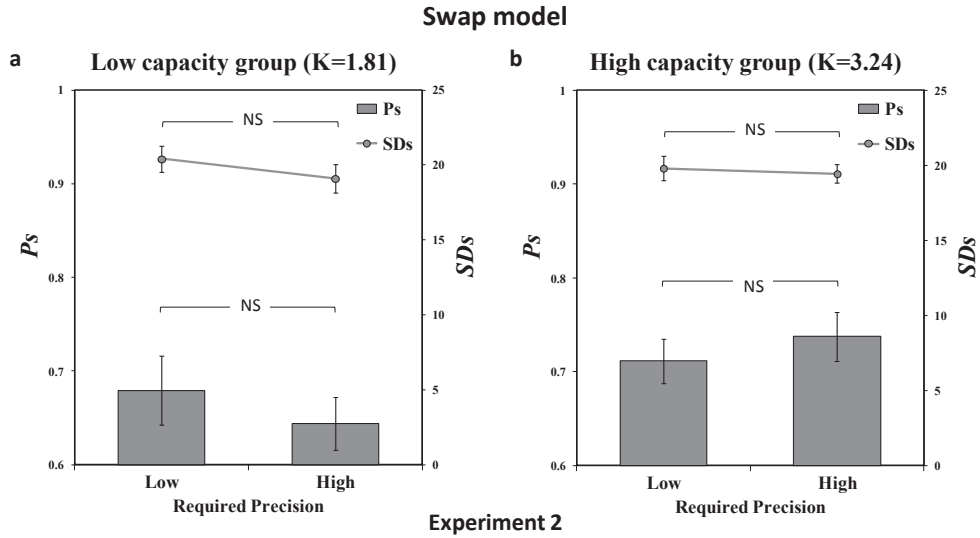 Swap model
a
Low capacity group (K=1.81)
1
0.9
0.8
0.7
0.6
Ps
25
20
15
10
5
0
SDs
Ps
SDs
NS
NS
Low
High
Required Precision
b
High capacity group (K=3.24)
1
0.9
0.8
0.7
0.6
Ps
25
20
15
10
5
0
SDs
Ps
SDs
NS
NS
Low
High
Required Precision
Experiment 2